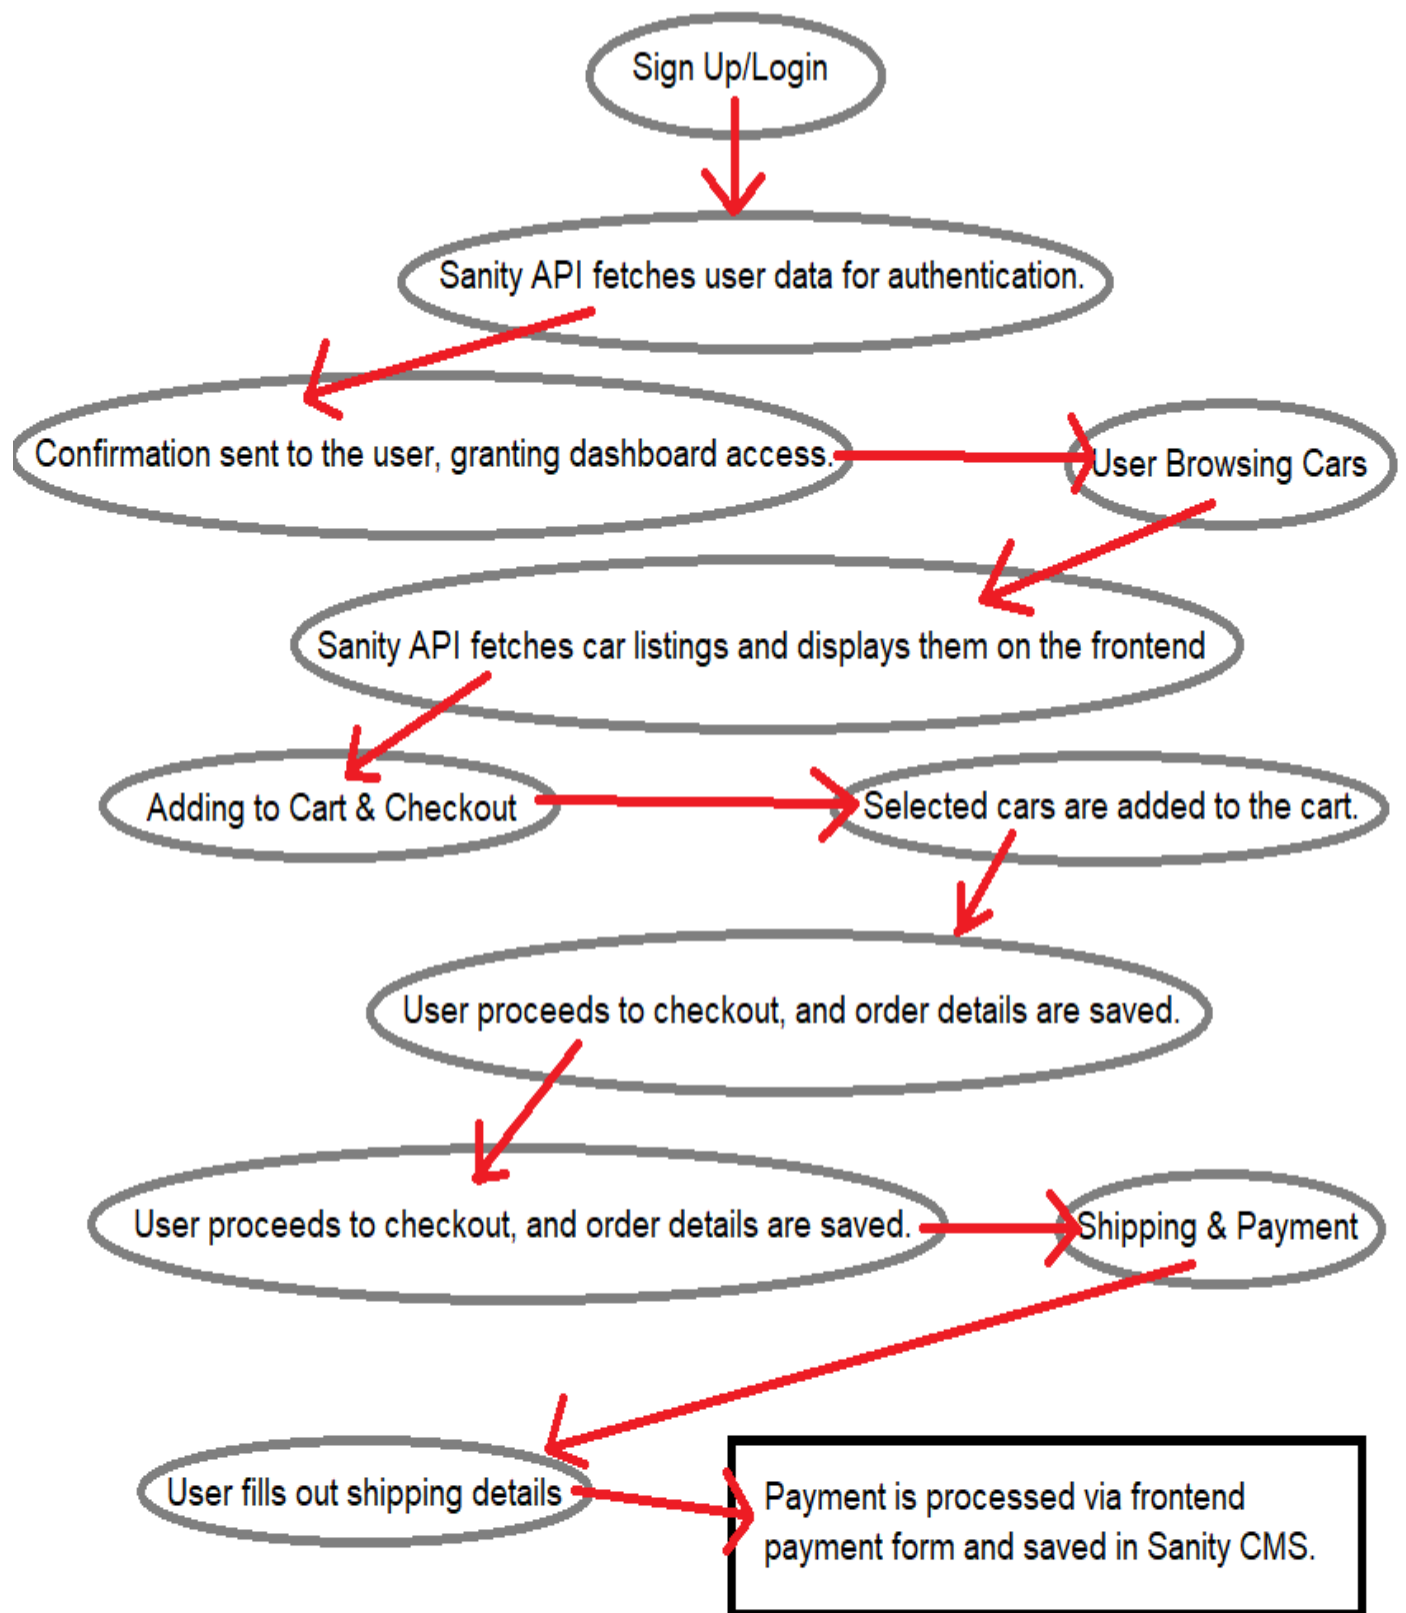 Sign Up/Login
Sanity API fetches user data for authentication.
Confirmation sent to the user, granting dashboard access.
User Browsing Cars
Sanity API fetches car listings and displays them on the frontend
Adding to Cart & Checkout
Selected cars are added to the cart.
User proceeds to checkout, and order details are saved.
User proceeds to checkout, and order details are saved.
Shipping & Payment
User fills out shipping details
Payment is processed via frontend
payment form and saved in Sanity CMS.